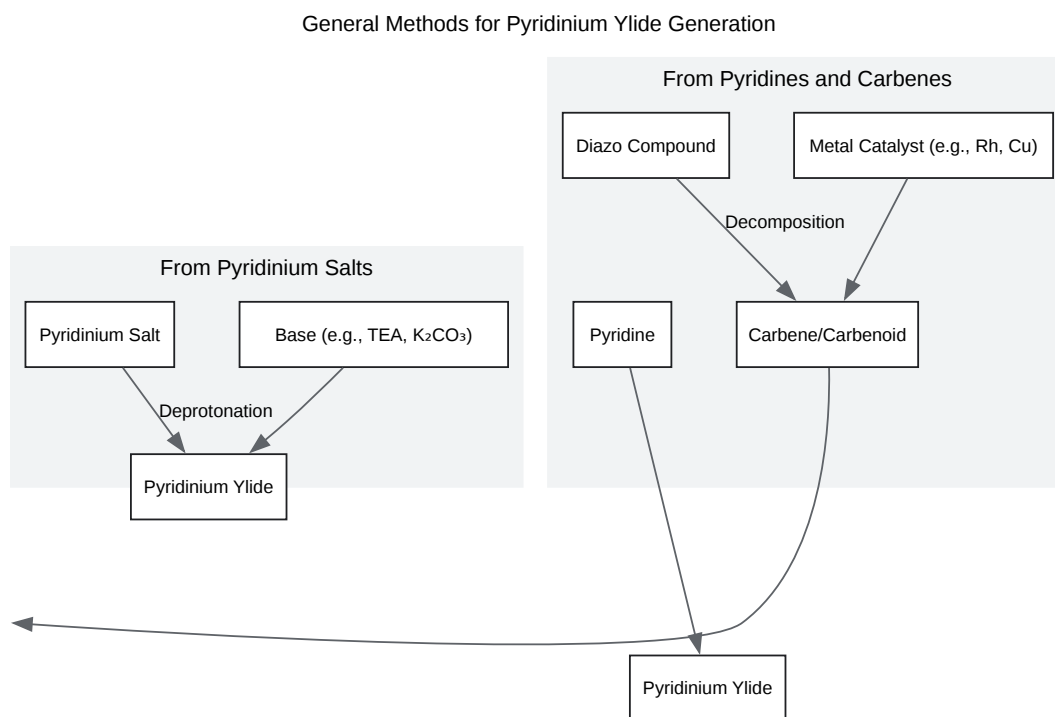 General Methods for Pyridinium Ylide Generation
From Pyridines and Carbenes
Diazo Compound
Metal Catalyst (e.g., Rh, Cu)
Decomposition
From Pyridinium Salts
Pyridinium Salt
Base (e.g., TEA, K₂CO₃)
Pyridine
Carbene/Carbenoid
Deprotonation
Pyridinium Ylide
Pyridinium Ylide